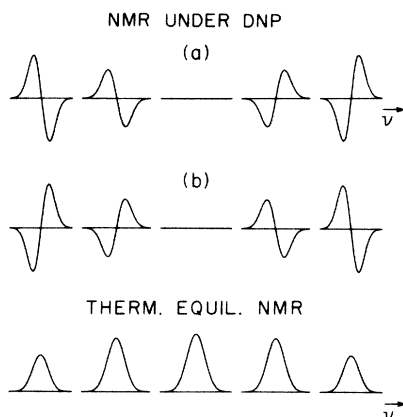 NMR UNDER DNP
(a)
ν
(b)
THERM. EQUIL. NMR
ν